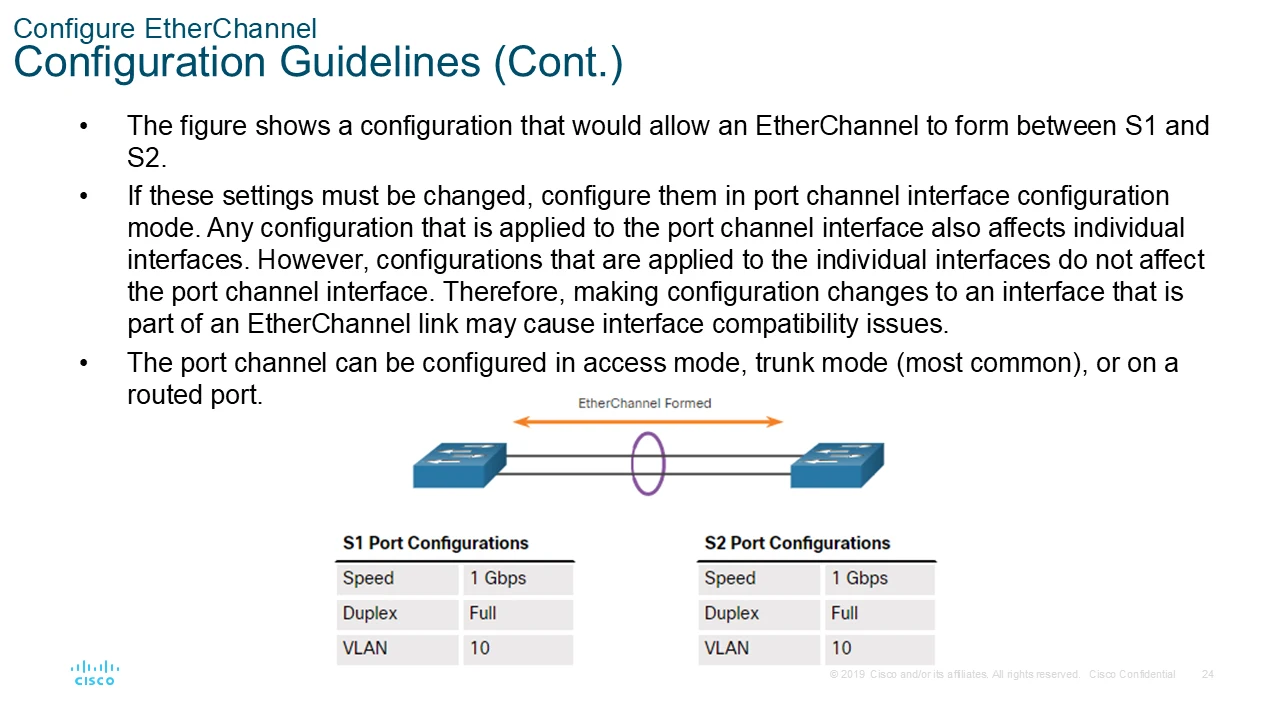 Configure EtherChannel
Configuration Guidelines (Cont.)
• The figure shows a configuration that would allow an EtherChannel to form between S1 and
S2.
• If these settings must be changed, configure them in port channel interface configuration
mode. Any configuration that is applied to the port channel interface also affects individual
interfaces. However, configurations that are applied to the individual interfaces do not affect
the port channel interface. Therefore, making configuration changes to an interface that is
part of an EtherChannel link may cause interface compatibility issues.
• The port channel can be configured in access mode, trunk mode (most common), or on a
routed port.
EtherChannel Formed
S1 Port Configurations
Speed 1 Gbps
Duplex Full
VLAN 10
S2 Port Configurations
Speed 1 Gbps
Duplex Full
VLAN 10
CISCO
© 2019 Cisco and/or its affiliates. All rights reserved. Cisco Confidential 24